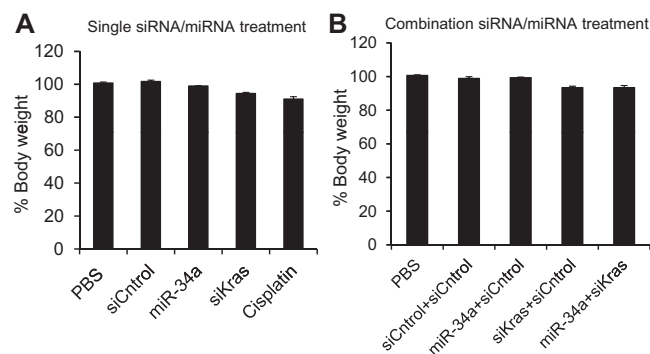 A
Single siRNA/miRNA treatment
% Body weight
120
100
80
60
40
20
0
PBS
siCntrol
miR-34a
siKras
Cisplatin
B
Combination siRNA/miRNA treatment
% Body weight
120
100
80
60
40
20
0
PBS
siCntrol+siCntrol
miR-34a+siCntrol
siKras+siCntrol
miR-34a+siKras